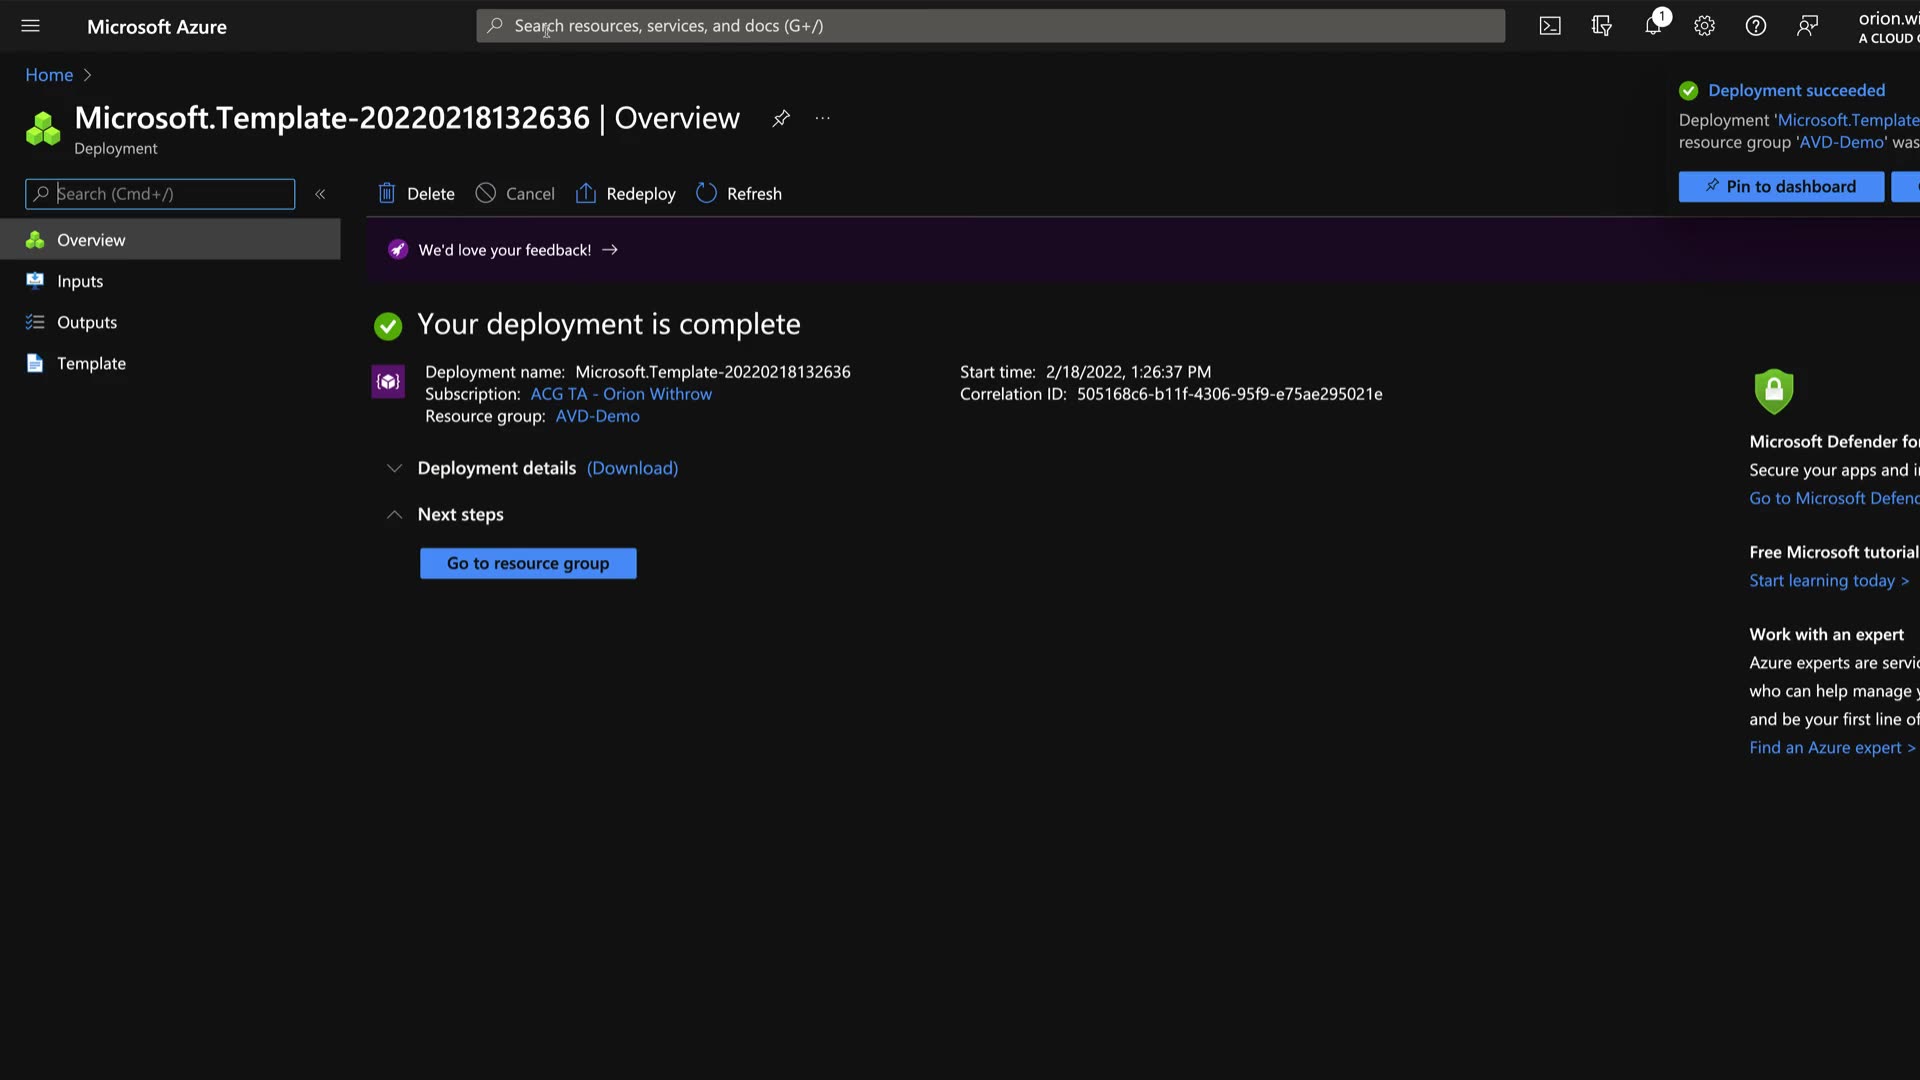 Microsoft Azure
Search resources, services, and docs (G+/)
1
orion.wi
A CLOUD
Home
Microsoft.Template-20220218132636 | Overview
Deployment
Deployment succeeded
Deployment 'Microsoft.Template
resource group 'AVD-Demo' was
Pin to dashboard
Search (Cmd+/)
Delete
Cancel
Redeploy
Refresh
Overview
Inputs
Outputs
Template
We'd love your feedback! →
Your deployment is complete
Deployment name: Microsoft.Template-20220218132636
Subscription: ACG TA - Orion Withrow
Resource group: AVD-Demo
Start time: 2/18/2022, 1:26:37 PM
Correlation ID: 505168c6-b11f-4306-95f9-e75ae295021e
Deployment details (Download)
Next steps
Go to resource group
Microsoft Defender for
Secure your apps and i
Go to Microsoft Defend
Free Microsoft tutorial
Start learning today >
Work with an expert
Azure experts are servic
who can help manage y
and be your first line of
Find an Azure expert >